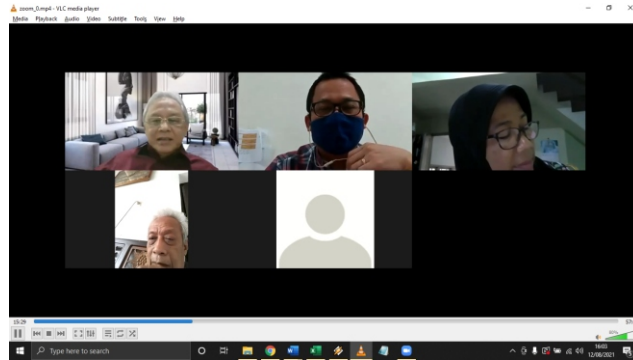 zoom_0.mp4 - VLC media player
Media Playback Audio Video Subtitle Tools View Help
15:29
Type here to search
16:03
12/08/2021